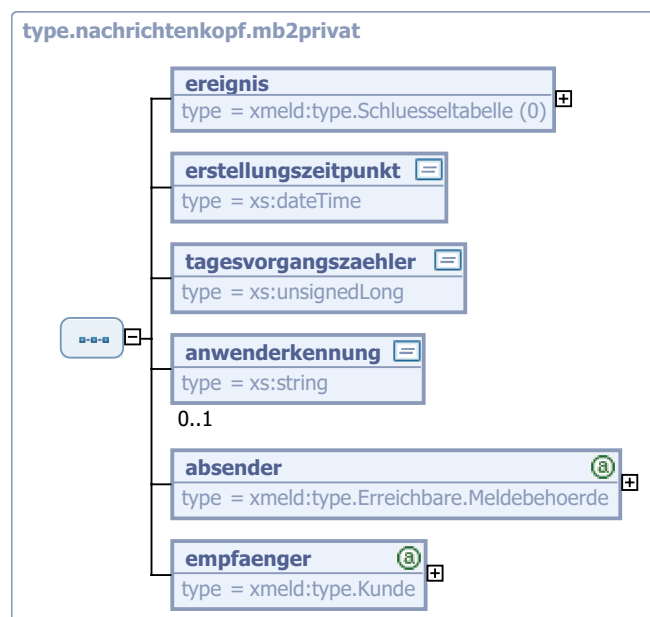 type.nachrichtenkopf.mb2privat
ereignis
type = xmeld:type.Schluesseltabelle (0)
erstellungszeitpunkt
type = xs:dateTime
tagesvorgangszaehler
type = xs:unsignedLong
anwenderkennung
type = xs:string
0..1
absender
type = xmeld:type.Erreichbare.Meldebehoerde
empfaenger
type = xmeld:type.Kunde